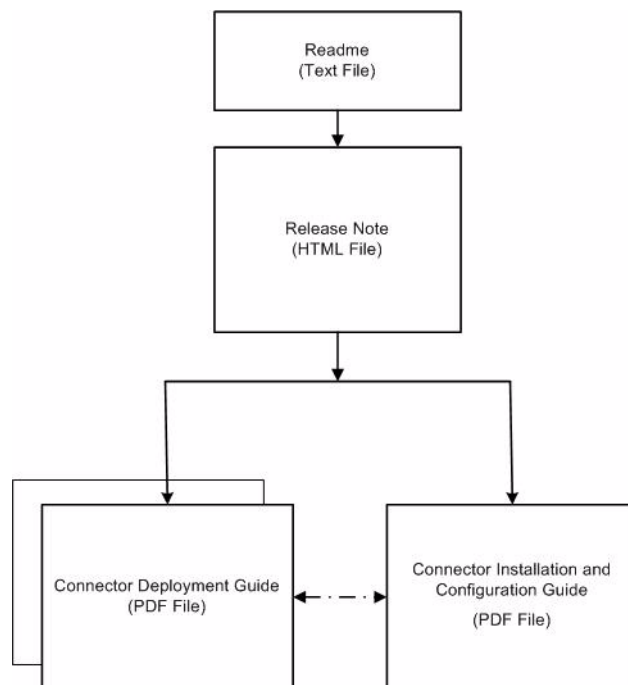 Readme
(Text File)
Release Note
(HTML File)
Connector Deployment Guide
(PDF File)
Connector Installation and
Configuration Guide
(PDF File)